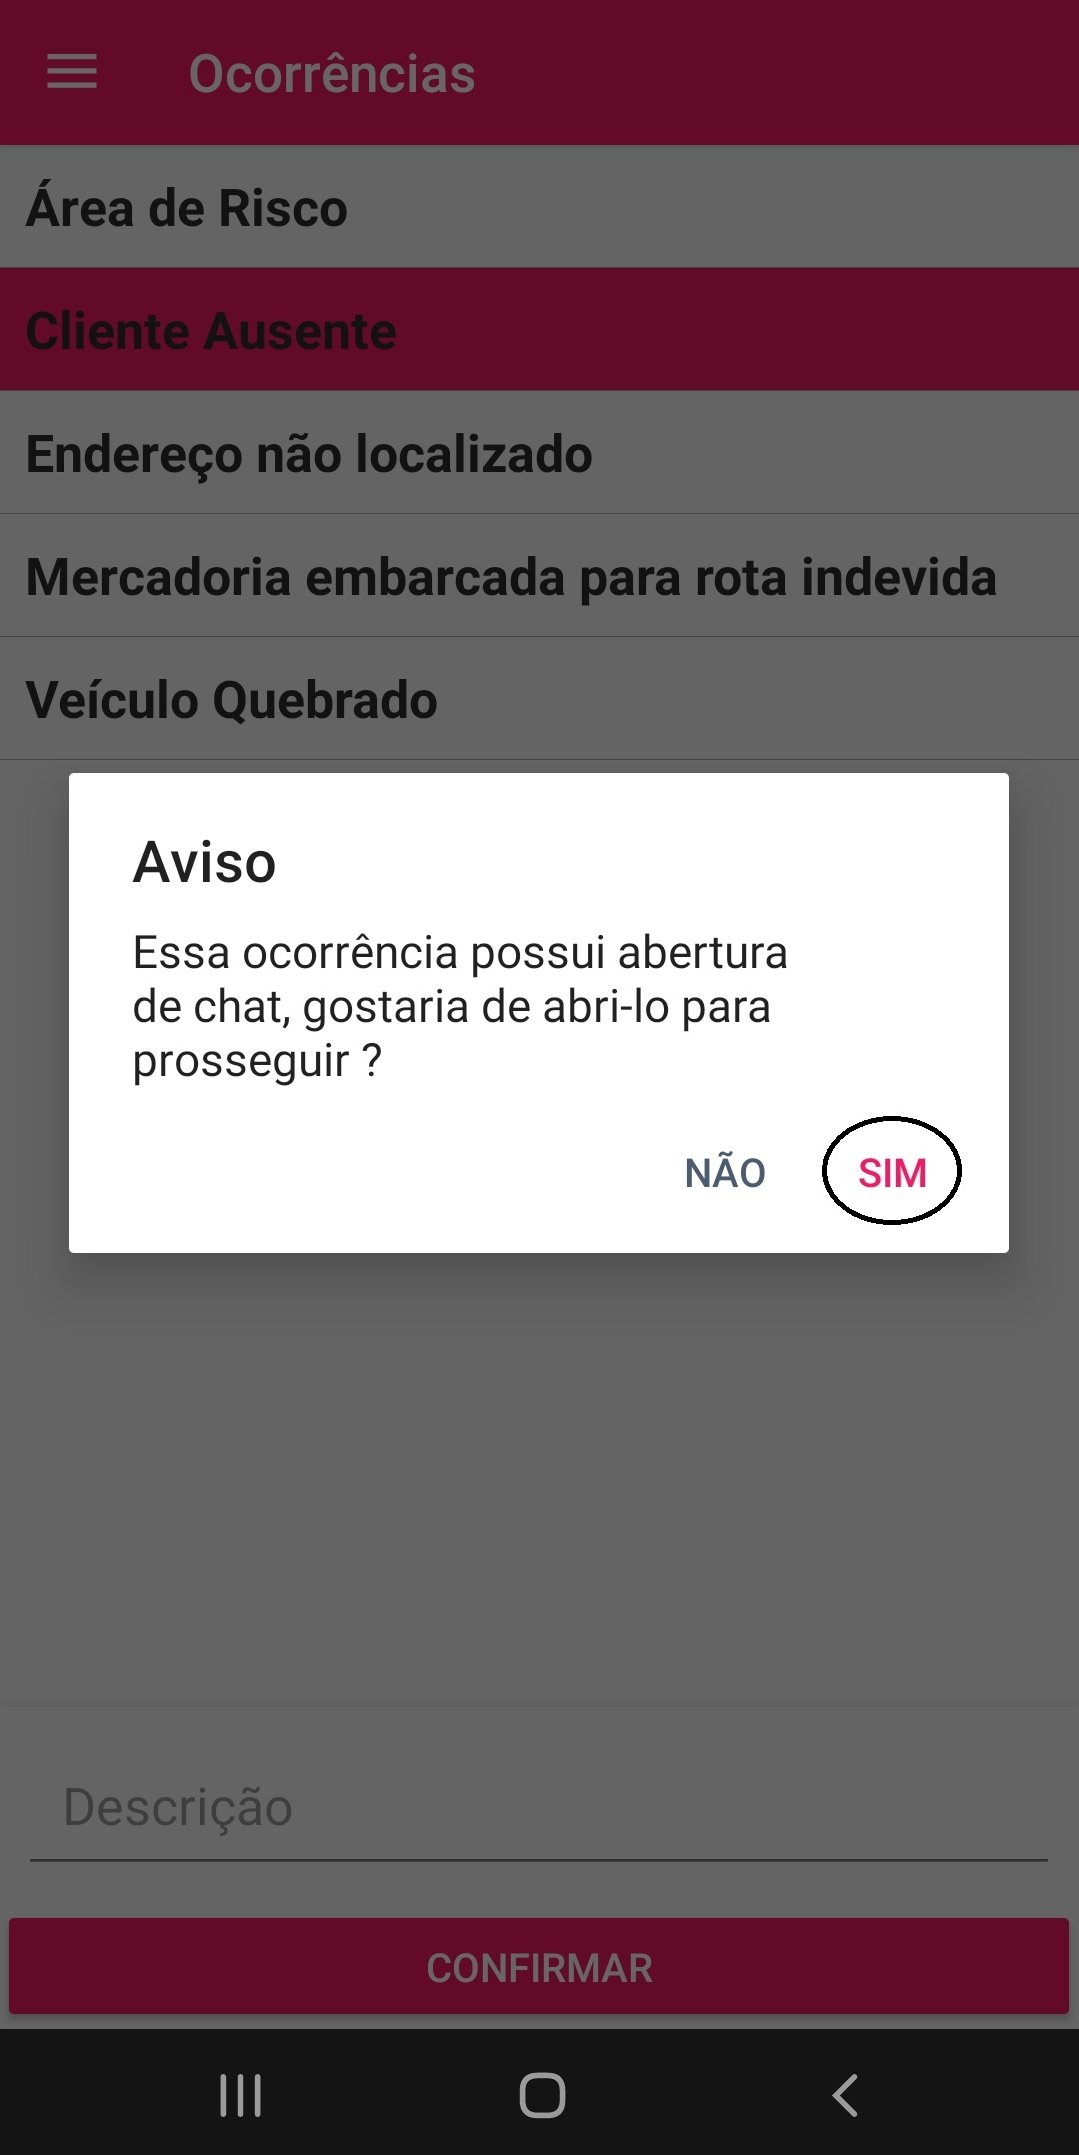 Ocorrências
Área de Risco
Cliente Ausente
Endereço não localizado
Mercadoria embarcada para rota indevida
Veículo Quebrado
Aviso
Essa ocorrência possui abertura
de chat, gostaria de abri-lo para
prosseguir ?
NÃO SIM
Descrição
CONFIRMAR